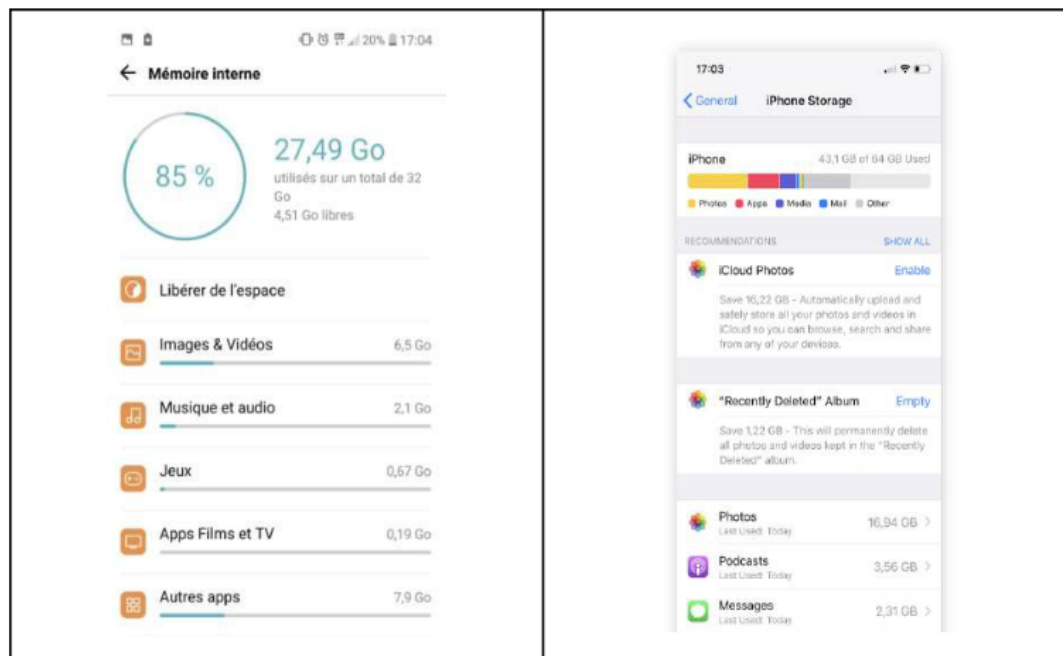 20% 17:04
Mémoire interne
85 %
27,49 Go
utilisés sur un total de 32
Go
4,51 Go libres
Libérer de l'espace
Images & Vidéos 6,5 Go
Musique et audio 2,1 Go
Jeux 0,67 Go
Apps Films et TV 0,19 Go
Autres apps 7,9 Go
17:03
General iPhone Storage
iPhone 43,1 GB of 64 GB Used
Photos Apps Media Mail Other
RECOMMENDATIONS SHOW ALL
iCloud Photos Enable
Save 16,22 GB - Automatically upload and
safely store all your photos and videos in
iCloud so you can browse, search and share
from any of your devices.
"Recently Deleted" Album Empty
Save 1,22 GB - This will permanently delete
all photos and videos kept in the "Recently
Deleted" album.
Photos 16,94 GB
Last Used: Today
Podcasts 3,56 GB
Last Used: Today
Messages 2,31 GB
Last Used: Today